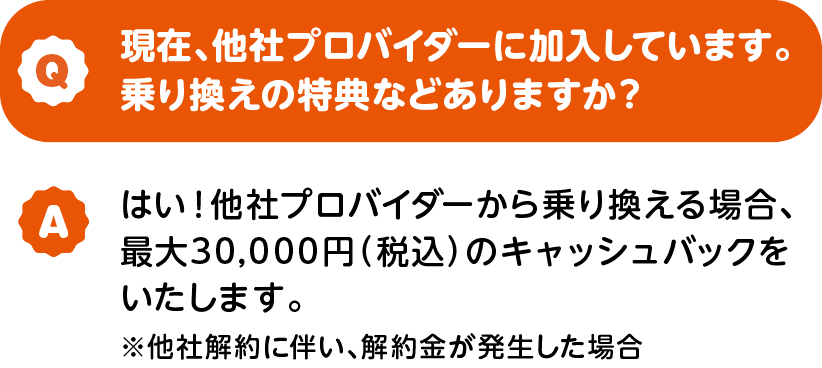 Q
現在、他社プロバイダーに加入しています。
乗り換えの特典などありますか？
A
はい！他社プロバイダーから乗り換える場合、
最大30,000円（税込）のキャッシュバックを
いたします。
※他社解約に伴い、解約金が発生した場合